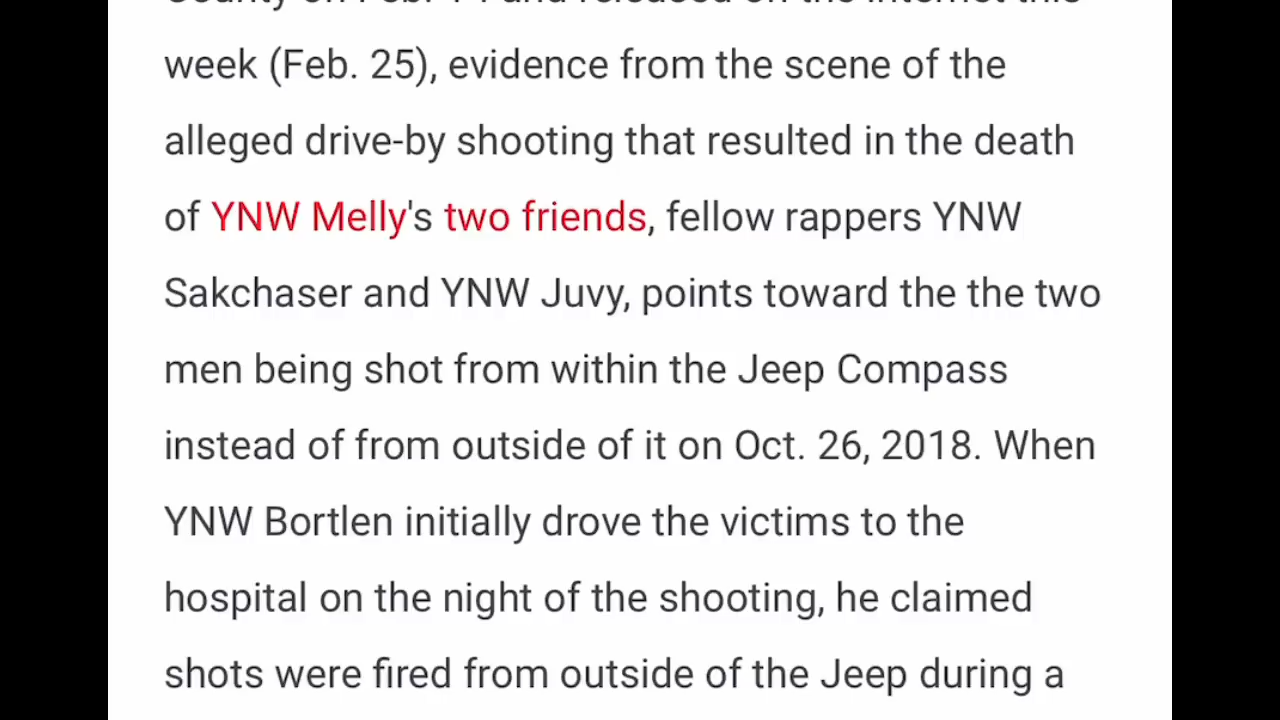 week (Feb. 25), evidence from the scene of the
alleged drive-by shooting that resulted in the death
of YNW Melly's two friends, fellow rappers YNW
Sakchaser and YNW Juvy, points toward the the two
men being shot from within the Jeep Compass
instead of from outside of it on Oct. 26, 2018. When
YNW Bortlen initially drove the victims to the
hospital on the night of the shooting, he claimed
shots were fired from outside of the Jeep during a